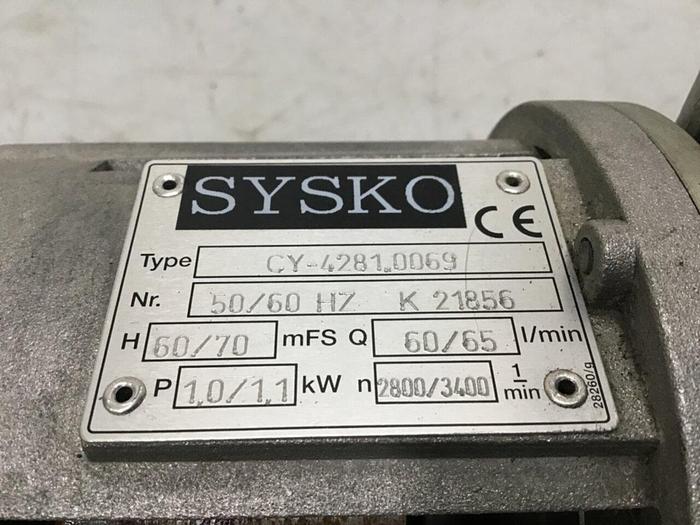 SYSKO
CE
Type CY-4281.0069
Nr. 50/60 HZ K 21856
H 60/70 mFS Q 60/65 l/min
P 1.0/1.1 kW n 2800/3400 1/min
28260/g